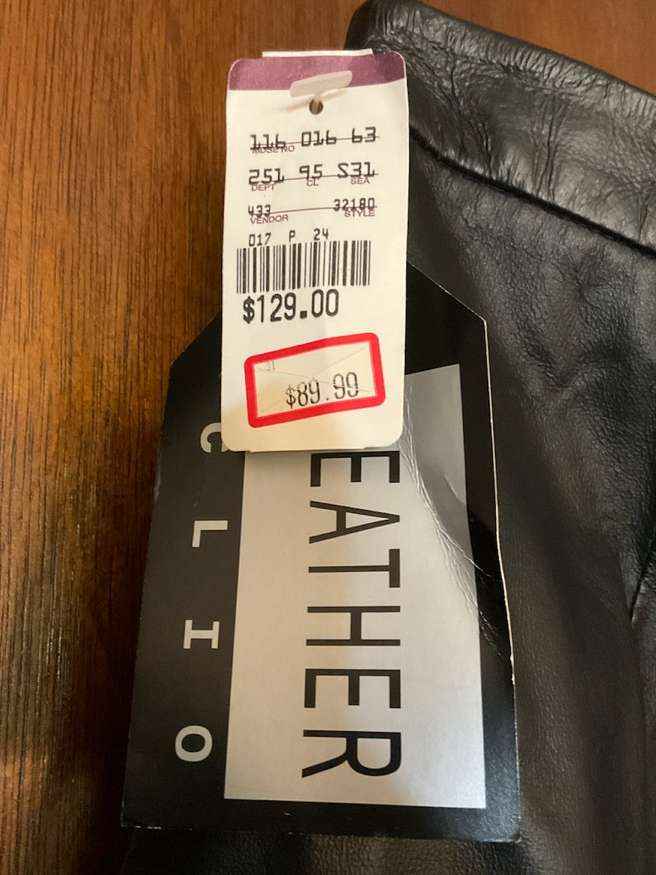 116 016 63
MDSE NO
251 95 S31
DEPT CL SEA
433 32180
VENDOR STYLE
017 P 24
$129.00
$89.99
CLIO
EATHER